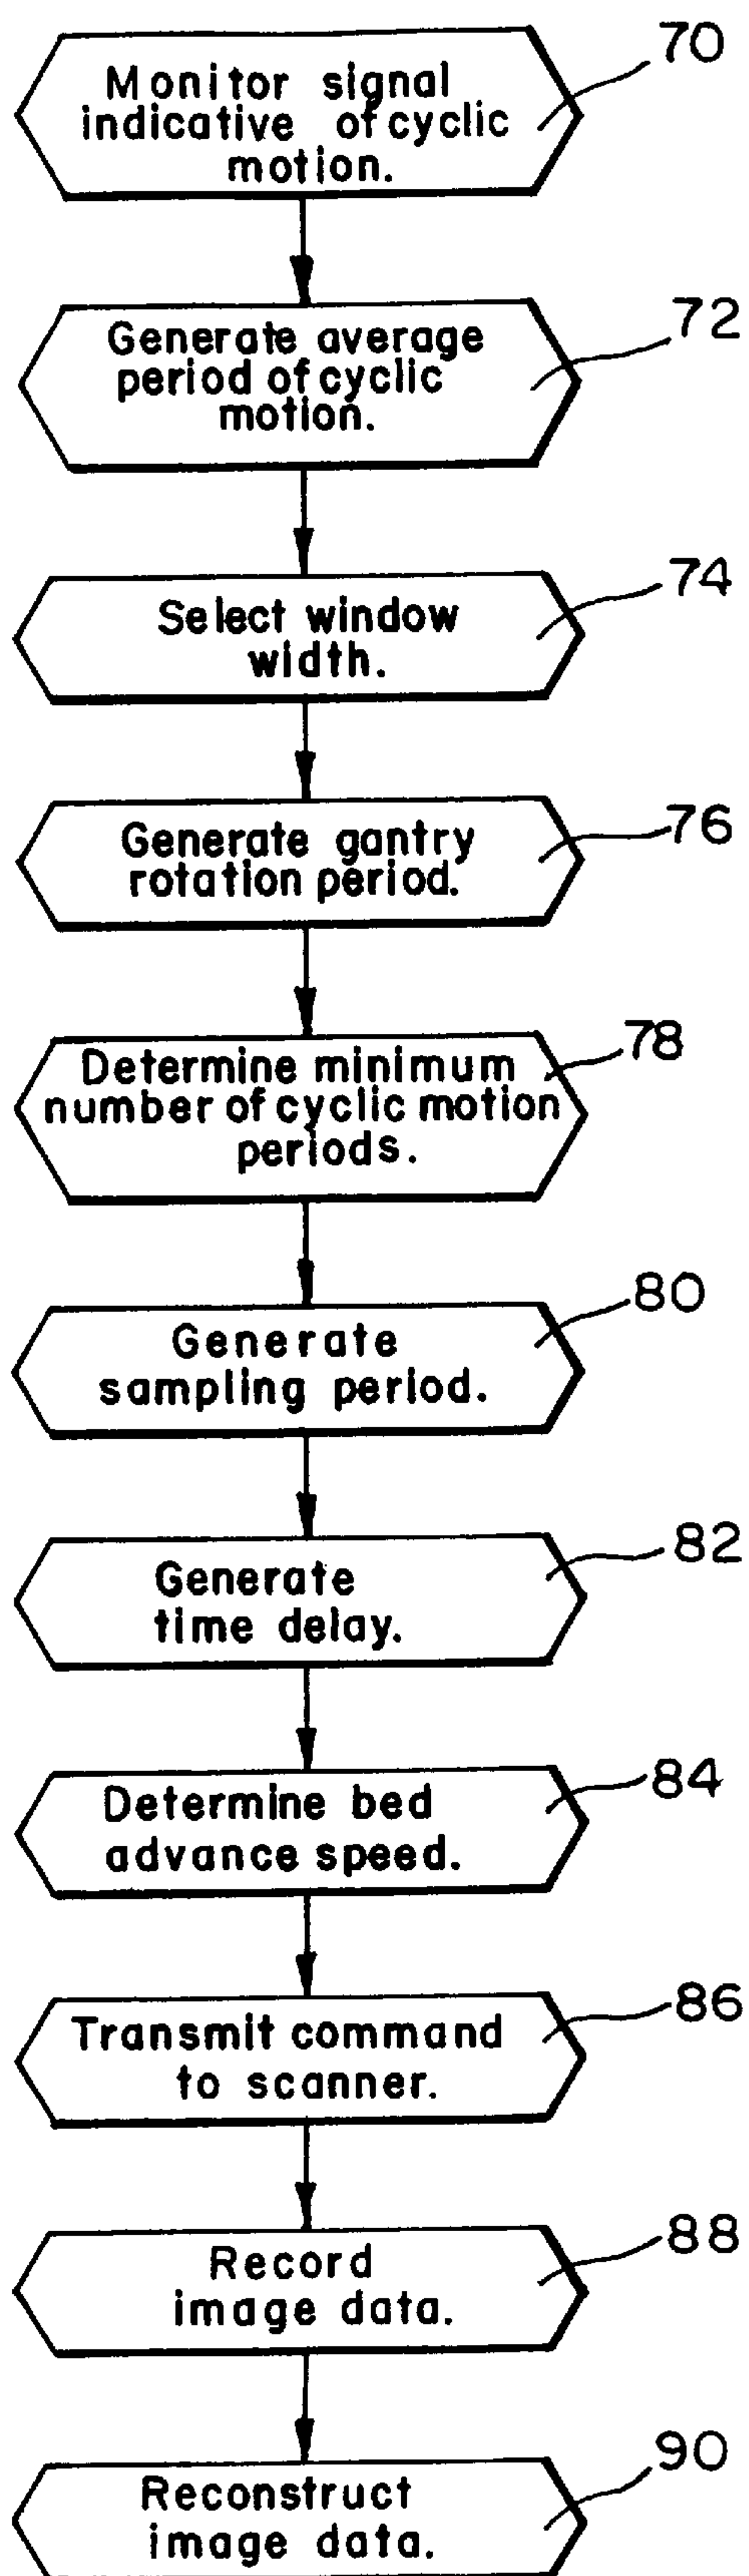 70
Monitor signal
indicative of cyclic
motion.
72
Generate average
period of cyclic
motion.
74
Select window
width.
76
Generate gantry
rotation period.
78
Determine minimum
number of cyclic motion
periods.
80
Generate
sampling period.
82
Generate
time delay.
84
Determine bed
advance speed.
86
Transmit command
to scanner.
88
Record
image data.
90
Reconstruct
image data.